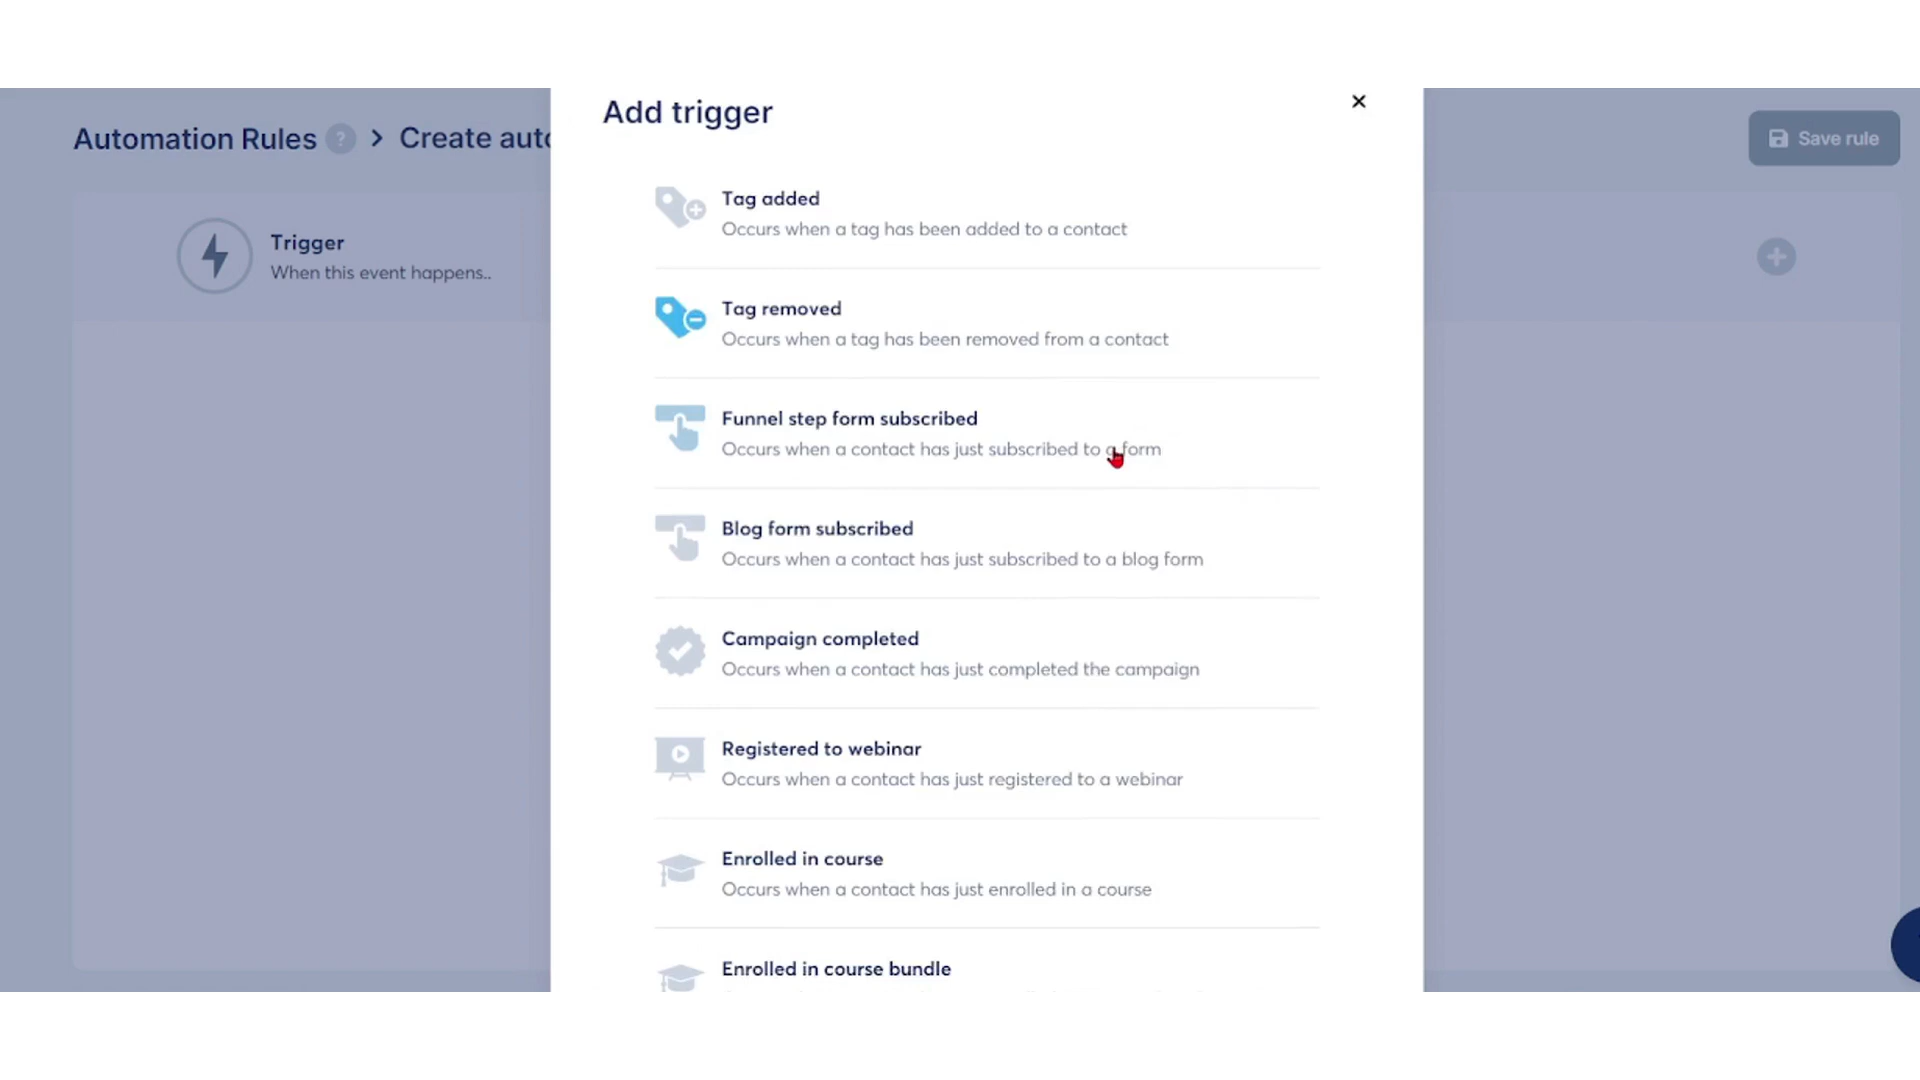 Add trigger
Automation Rules ? > Create auto
Save rule
Trigger
When this event happens..
Tag added
Occurs when a tag has been added to a contact
Tag removed
Occurs when a tag has been removed from a contact
Funnel step form subscribed
Occurs when a contact has just subscribed to a form
Blog form subscribed
Occurs when a contact has just subscribed to a blog form
Campaign completed
Occurs when a contact has just completed the campaign
Registered to webinar
Occurs when a contact has just registered to a webinar
Enrolled in course
Occurs when a contact has just enrolled in a course
Enrolled in course bundle